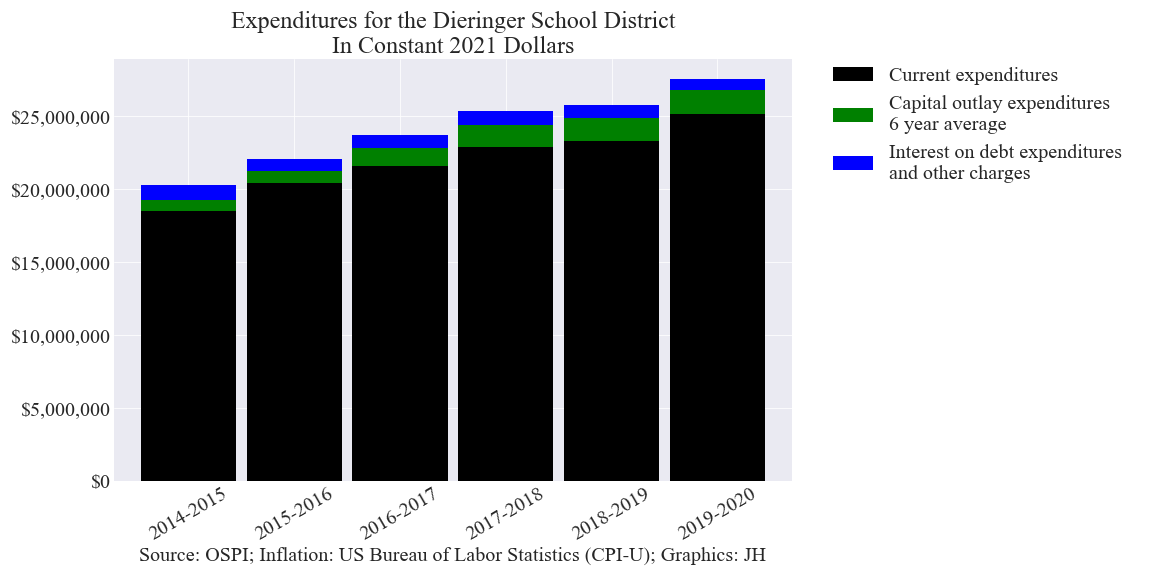 Expenditures for the Dieringer School District
In Constant 2021 Dollars
Current expenditures
Capital outlay expenditures
6 year average
Interest on debt expenditures
and other charges
$25,000,000
$20,000,000
$15,000,000
$10,000,000
$5,000,000
$0
2014-2015
2015-2016
2016-2017
2017-2018
2018-2019
2019-2020
Source: OSPI; Inflation: US Bureau of Labor Statistics (CPI-U); Graphics: JH